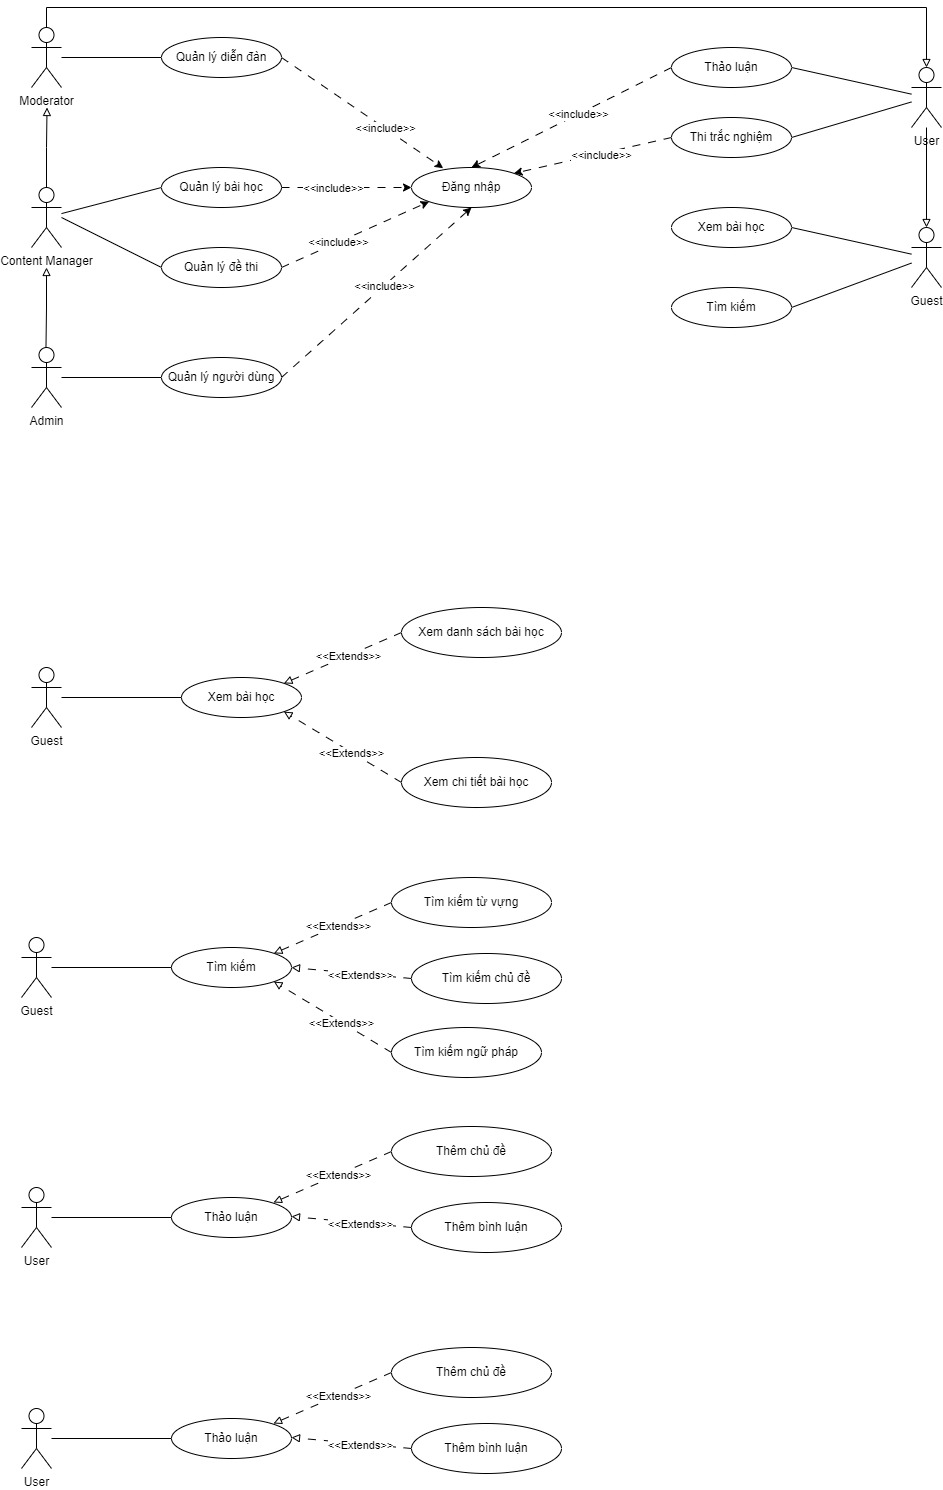 Quản lý diễn đàn
Thảo luận
Moderator
<<include>>
<<include>>
Thi trắc nghiệm
User
<<include>>
Quản lý bài học
<<include>>
Đăng nhập
Xem bài học
Content Manager
<<include>>
Quản lý đề thi
<<include>>
Guest
Tìm kiếm
Quản lý người dùng
Admin
Xem danh sách bài học
<<Extends>>
Xem bài học
Guest
<<Extends>>
Xem chi tiết bài học
Tìm kiếm từ vựng
<<Extends>>
Tìm kiếm
<<Extends>>
Tìm kiếm chủ đề
Guest
<<Extends>>
Tìm kiếm ngữ pháp
Thêm chủ đề
<<Extends>>
Thảo luận
<<Extends>>
Thêm bình luận
User
Thêm chủ đề
<<Extends>>
Thảo luận
<<Extends>>
Thêm bình luận
User